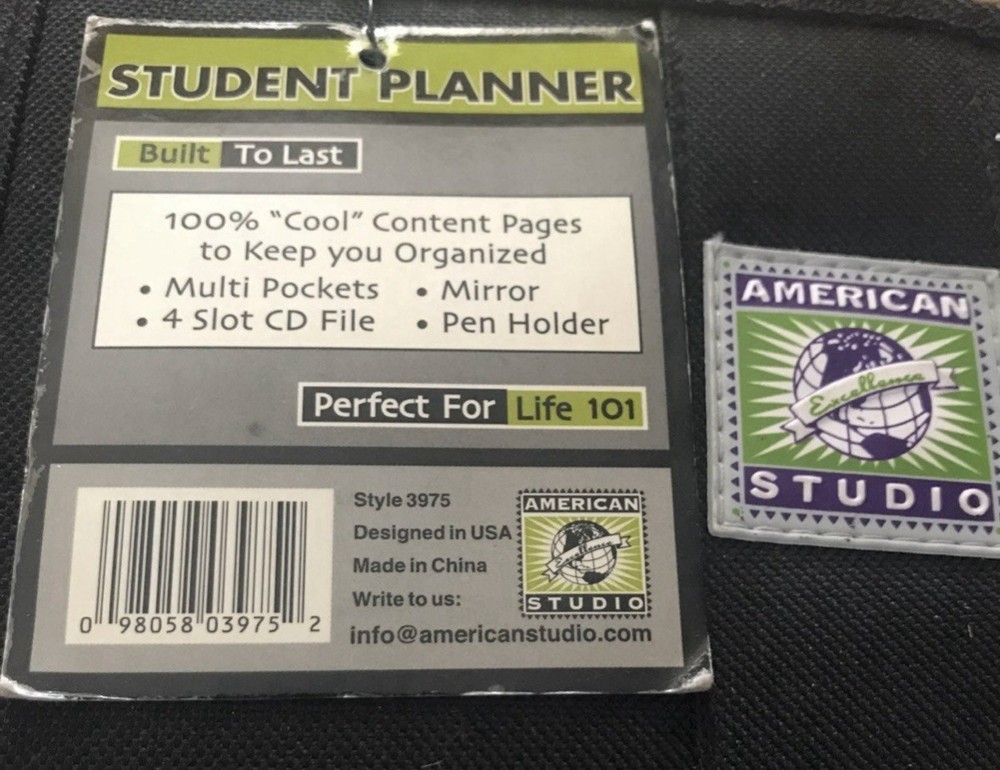 STUDENT PLANNER
Built To Last
100% "Cool" Content Pages
to Keep you Organized
• Multi Pockets • Mirror
• 4 Slot CD File • Pen Holder
Perfect For Life 101
0 98058 03975 2
Style 3975
Designed in USA
Made in China
Write to us:
info@americanstudio.com
AMERICAN
Excellence
STUDIO
AMERICAN
Excellence
STUDIO